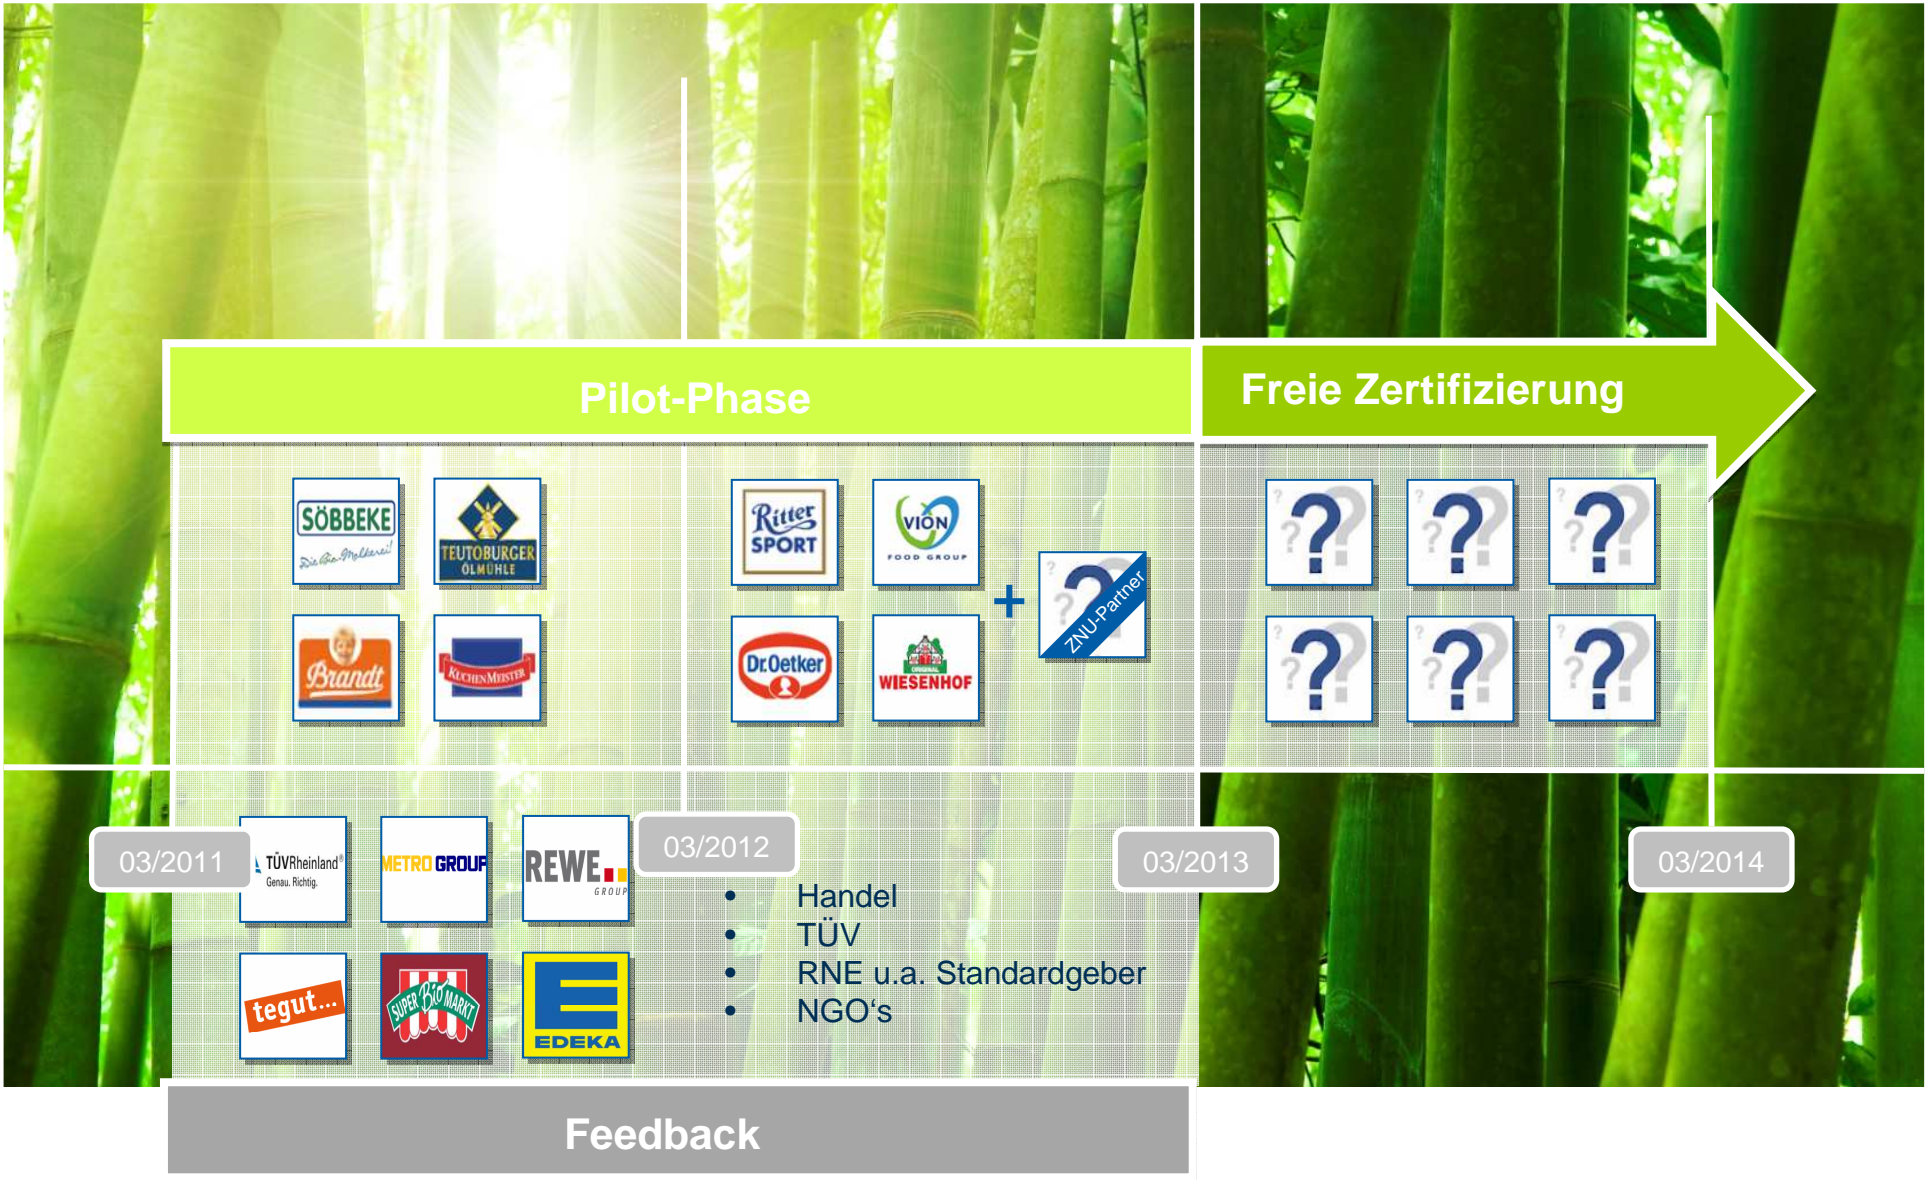 Pilot-Phase
Freie Zertifizierung
SÖBBEKE
Die Bio-Molkerei!
TEUTOBURGER
ÖLMÜHLE
Brandt
KUCHENMEISTER
Ritter
SPORT
VION
FOOD GROUP
Dr.Oetker
ORIGINAL
WIESENHOF
+
??
ZNU-Partner
? ? ?
? ? ?
? ? ?
? ? ?
? ? ?
? ? ?
03/2011
03/2012
03/2013
03/2014
TÜVRheinland®
Genau. Richtig.
METRO GROUP
REWE
GROUP
tegut...
SUPER Bio MARKT
EDEKA
• Handel
• TÜV
• RNE u.a. Standardgeber
• NGO‘s
Feedback